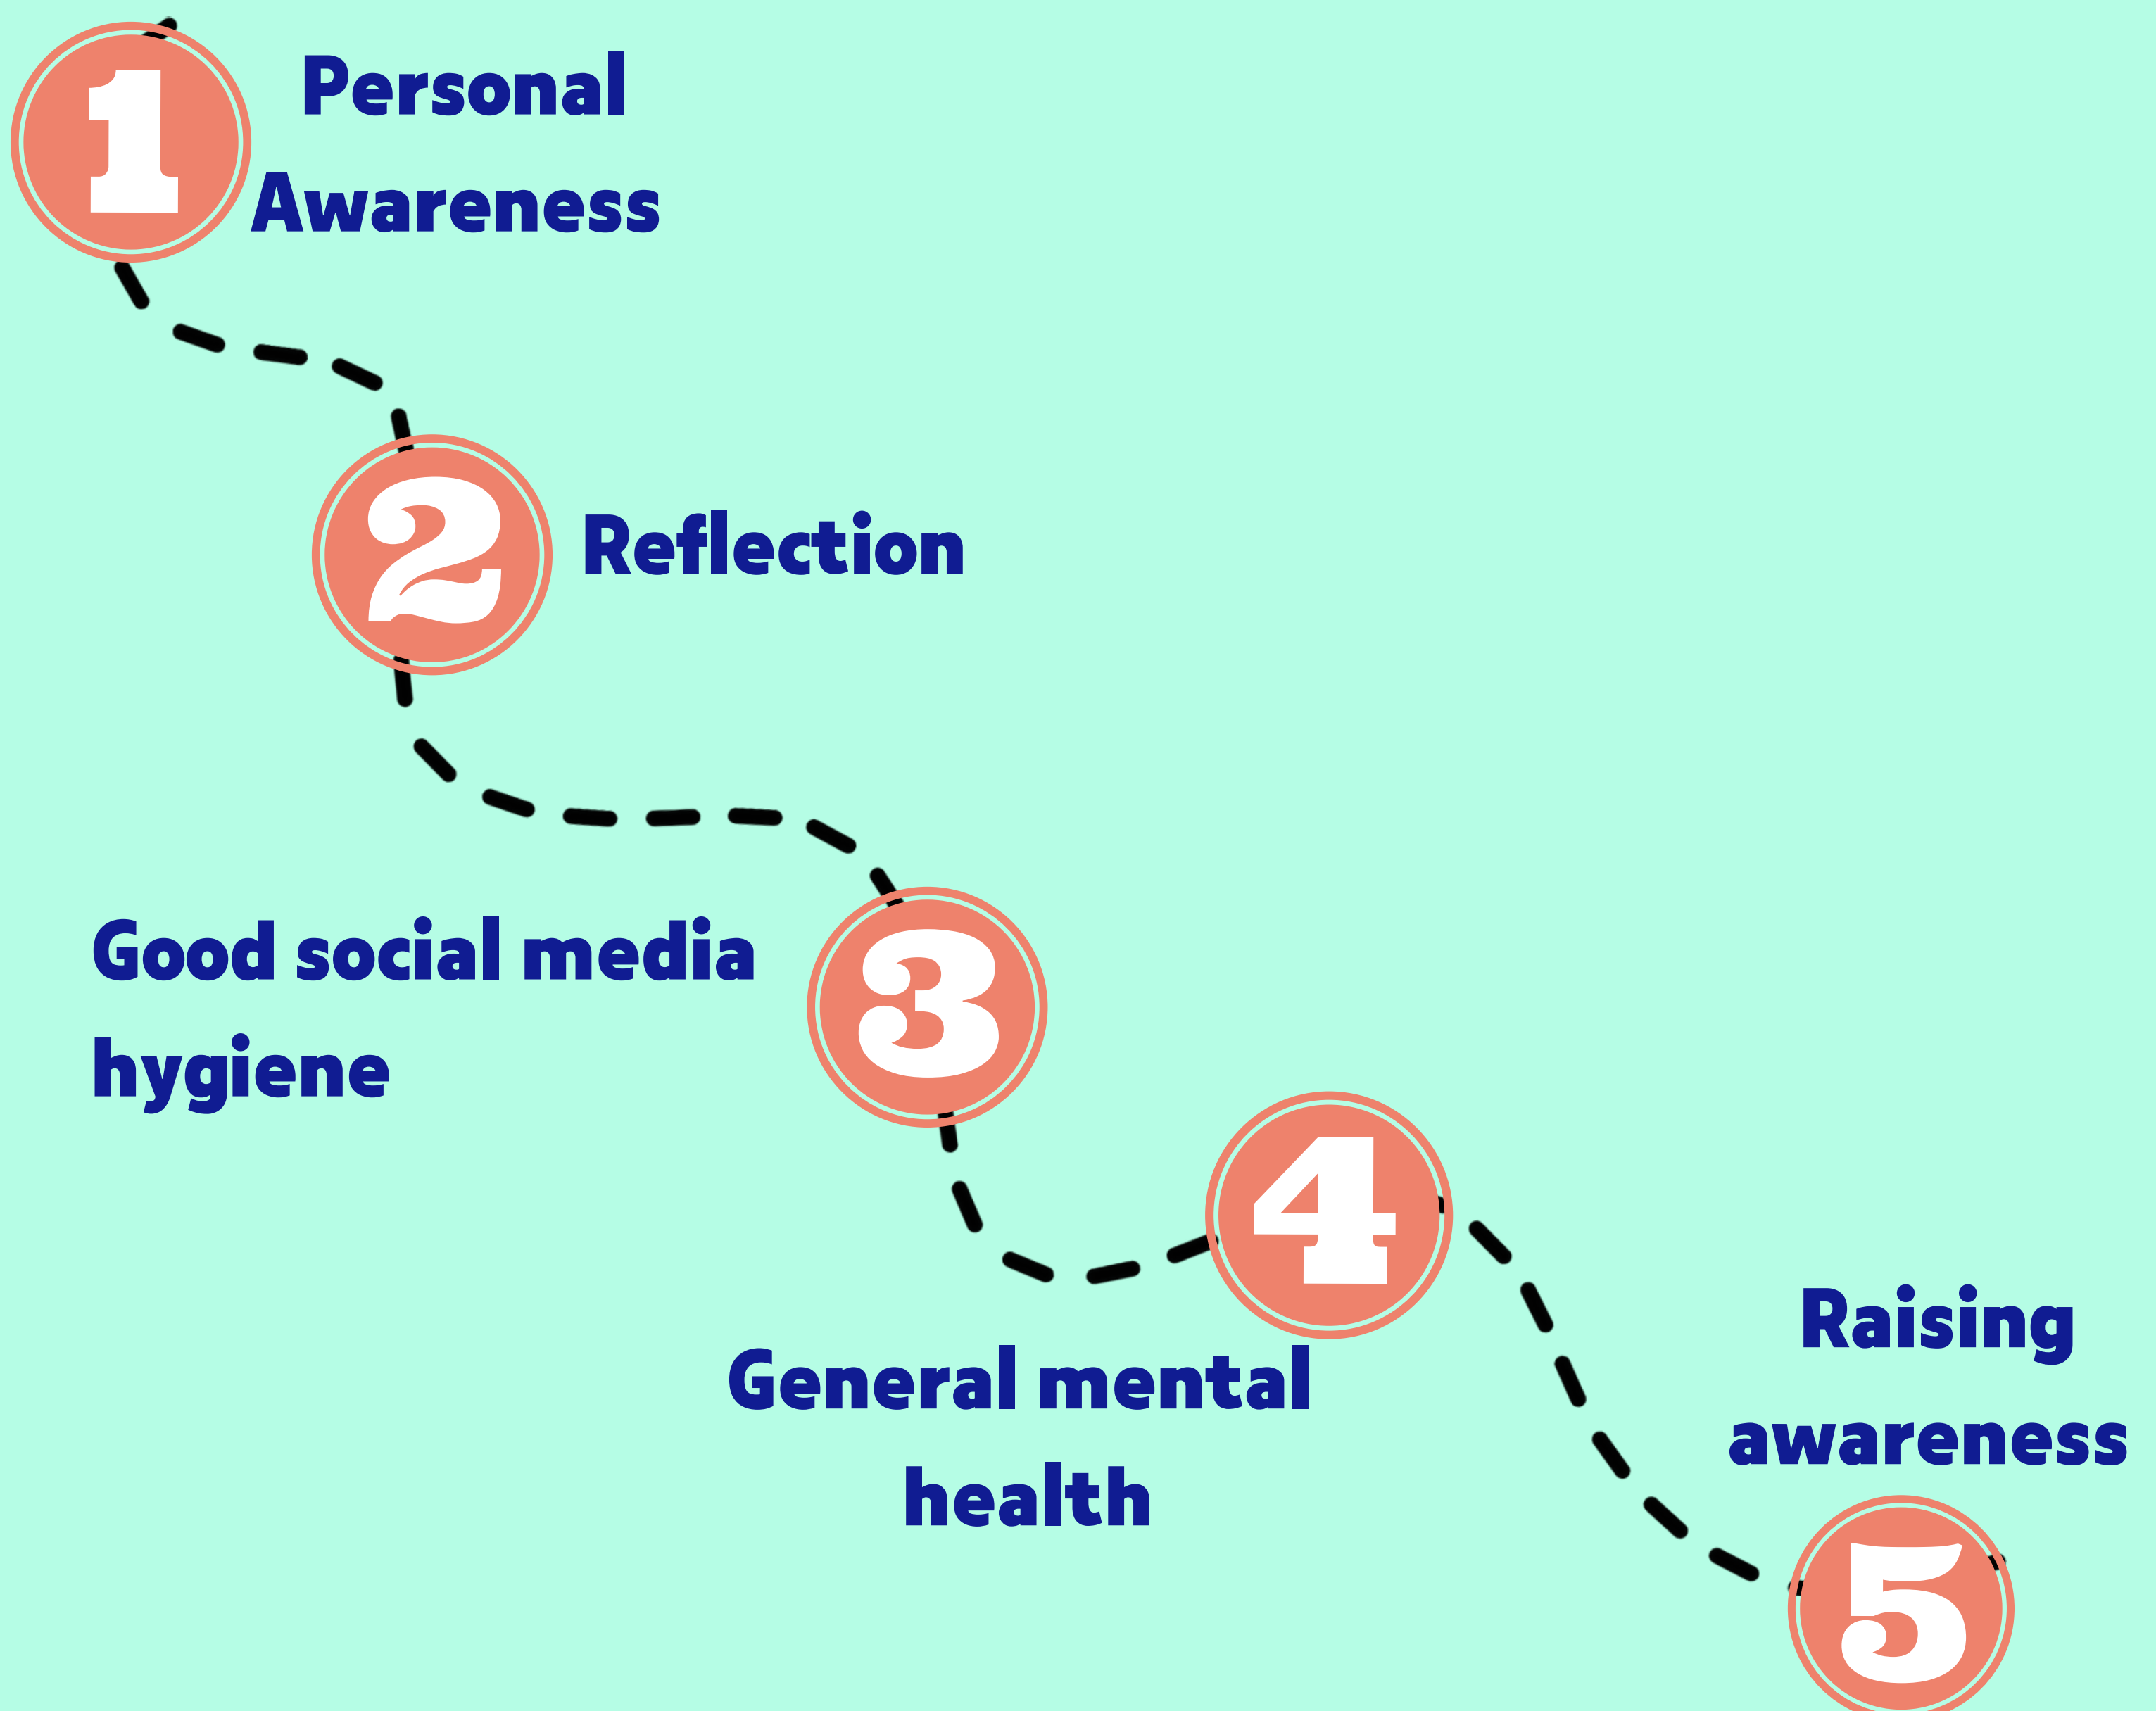 1
Personal
Awareness
2
Reflection
Good social media
hygiene
3
4
General mental
health
Raising
awareness
5